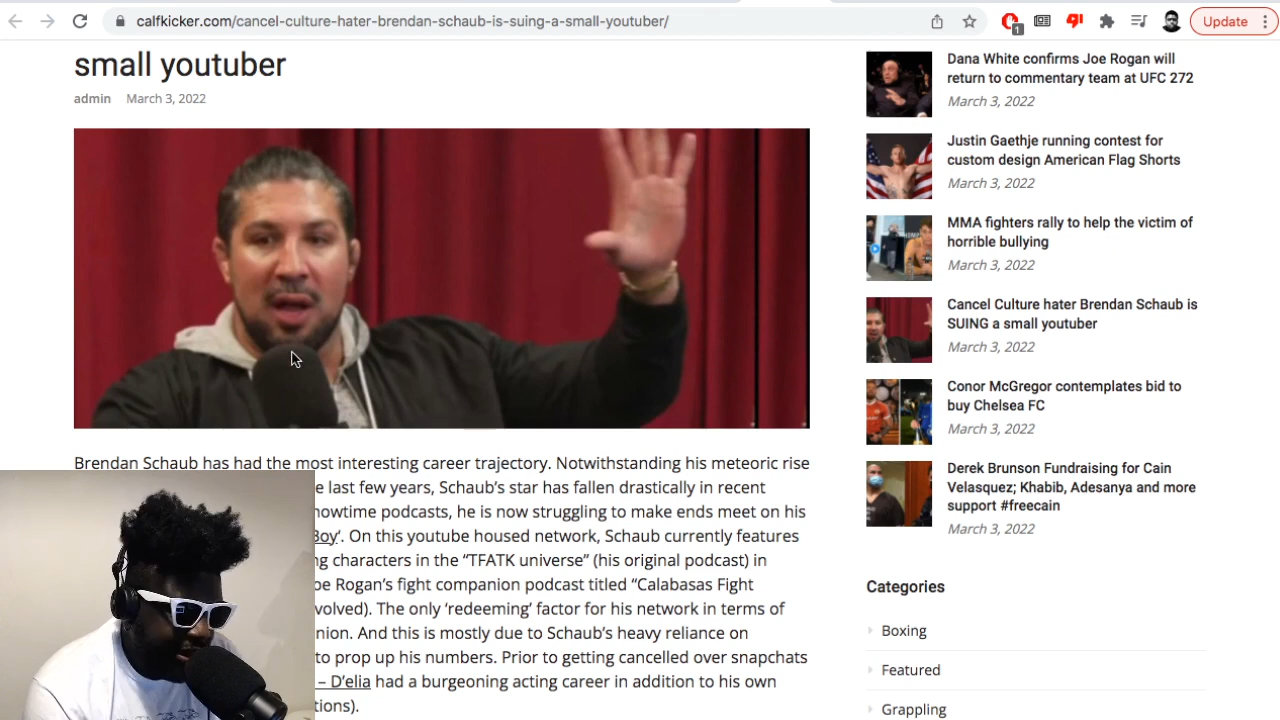 calfkicker.com/cancel-culture-hater-brendan-schaub-is-suing-a-small-youtuber/
1
Update
small youtuber
admin March 3, 2022
Brendan Schaub has had the most interesting career trajectory. Notwithstanding his meteoric rise
e last few years, Schaub’s star has fallen drastically in recent
howtime podcasts, he is now struggling to make ends meet on his
Boy‘. On this youtube housed network, Schaub currently features
ng characters in the “TFATK universe” (his original podcast) in
oe Rogan’s fight companion podcast titled “Calabasas Fight
volved). The only ‘redeeming’ factor for his network in terms of
nion. And this is mostly due to Schaub’s heavy reliance on
to prop up his numbers. Prior to getting cancelled over snapchats
– D’elia had a burgeoning acting career in addition to his own
tions).
Dana White confirms Joe Rogan will
return to commentary team at UFC 272
March 3, 2022
Justin Gaethje running contest for
custom design American Flag Shorts
March 3, 2022
MMA fighters rally to help the victim of
horrible bullying
March 3, 2022
Cancel Culture hater Brendan Schaub is
SUING a small youtuber
March 3, 2022
Conor McGregor contemplates bid to
buy Chelsea FC
March 3, 2022
Derek Brunson Fundraising for Cain
Velasquez; Khabib, Adesanya and more
support #freecain
March 3, 2022
Categories
Boxing
Featured
Grappling